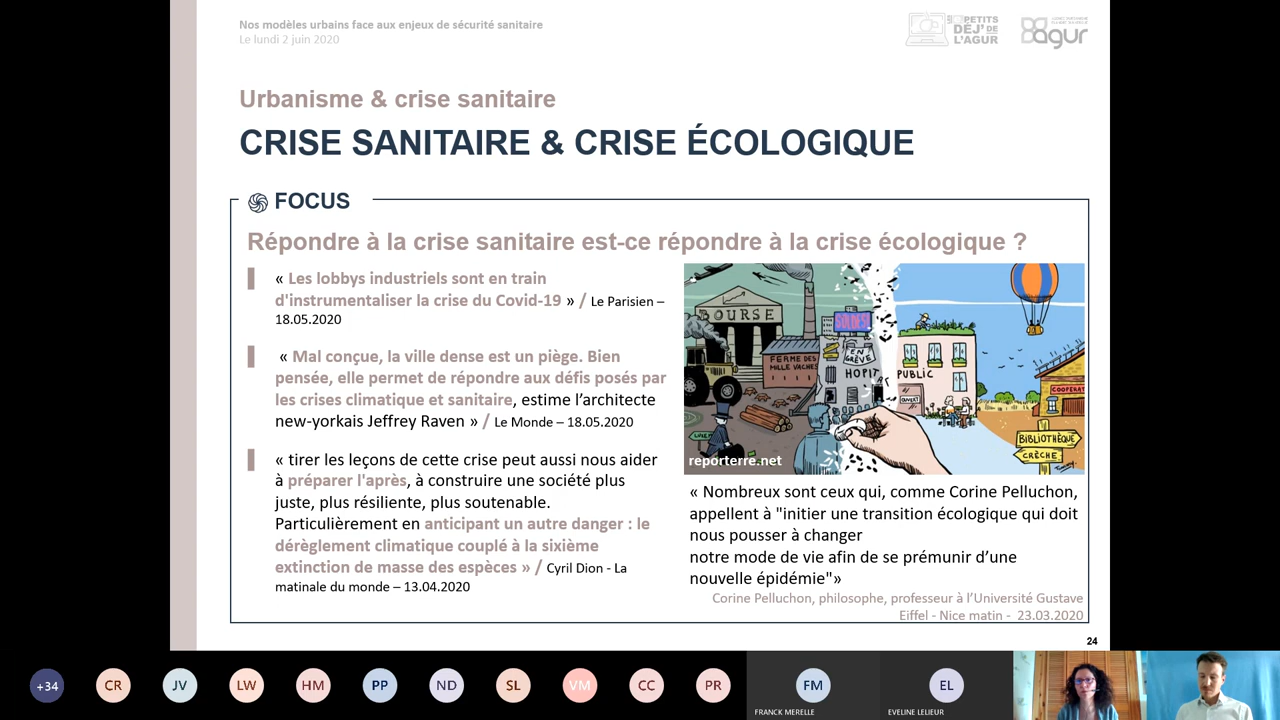 Nos modèles urbains face aux enjeux de sécurité sanitaire
Le lundi 2 juin 2020
PETITS
DÉJ' DE
L'AGUR
agur
Urbanisme & crise sanitaire
CRISE SANITAIRE & CRISE ÉCOLOGIQUE
FOCUS
Répondre à la crise sanitaire est-ce répondre à la crise écologique ?
« Les lobbys industriels sont en train
d'instrumentaliser la crise du Covid-19 » / Le Parisien –
18.05.2020
« Mal conçue, la ville dense est un piège. Bien
pensée, elle permet de répondre aux défis posés par
les crises climatique et sanitaire, estime l’architecte
new-yorkais Jeffrey Raven » / Le Monde – 18.05.2020
« tirer les leçons de cette crise peut aussi nous aider
à préparer l'après, à construire une société plus
juste, plus résiliente, plus soutenable.
Particulièrement en anticipant un autre danger : le
dérèglement climatique couplé à la sixième
extinction de masse des espèces » / Cyril Dion - La
matinale du monde – 13.04.2020
BOURSE
SOLDES
FERME DES
MILLE VACHES
EN
GRÈVE
HOPIT
PUBLIC
OUVERT
COOPERAT
BIBLIOTHÈQUE
CRÈCHE
reporterre.net
« Nombreux sont ceux qui, comme Corine Pelluchon,
appellent à "initier une transition écologique qui doit
nous pousser à changer
notre mode de vie afin de se prémunir d’une
nouvelle épidémie"»
Corine Pelluchon, philosophe, professeur à l’Université Gustave
Eiffel - Nice matin - 23.03.2020
24
+34
CR
JV
LW
HM
PP
ND
SL
VM
CC
PR
FM
EL
FRANCK MERELLE
EVELINE LELIEUR